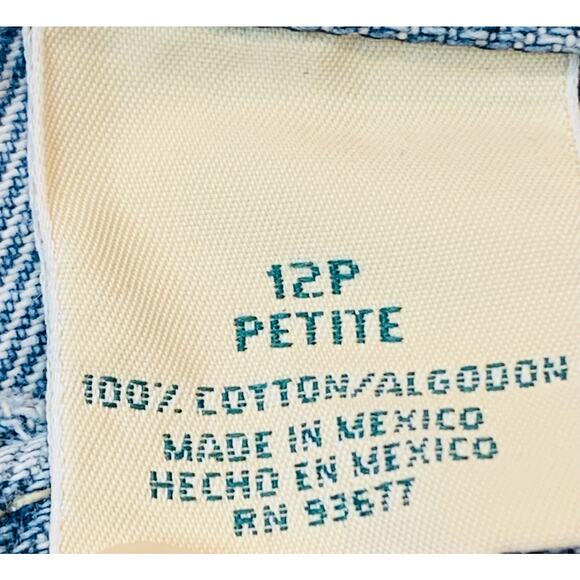 12P
PETITE
100% COTTON/ALGODON
MADE IN MEXICO
HECHO EN MEXICO
RN 93677